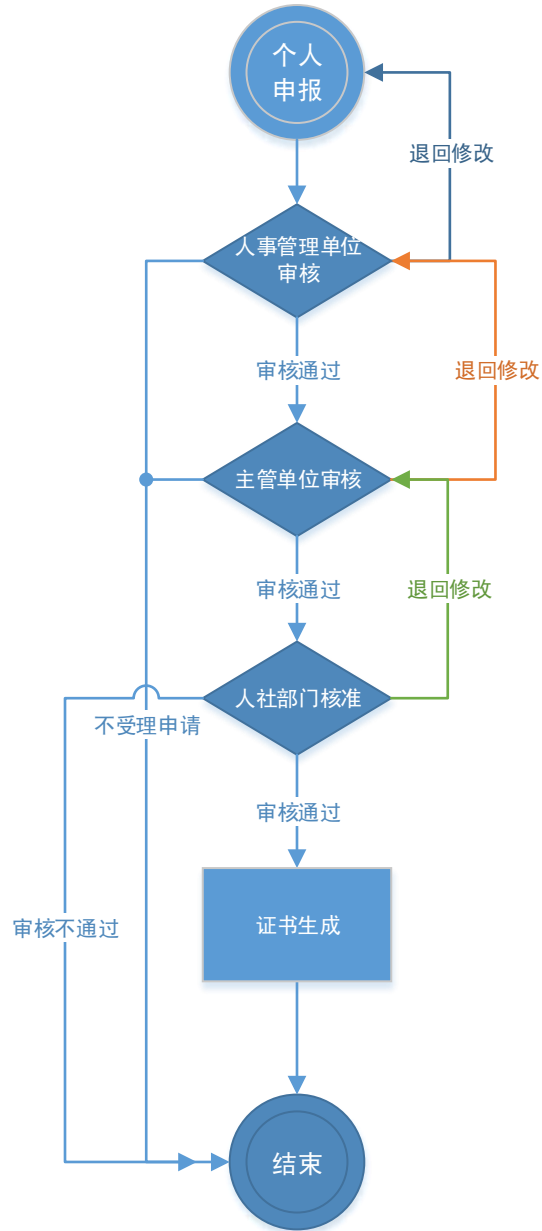 个人
申报
退回修改
人事管理单位
审核
审核通过
退回修改
主管单位审核
审核通过
退回修改
人社部门核准
不受理申请
审核通过
证书生成
审核不通过
结束